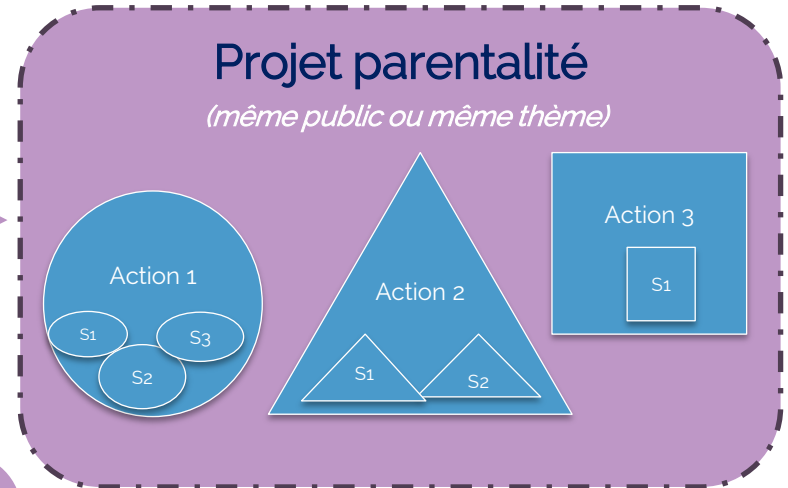 Projet parentalité
(même public ou même thème)
Action 1
S1
S3
S2
Action 2
S1
S2
Action 3
S1